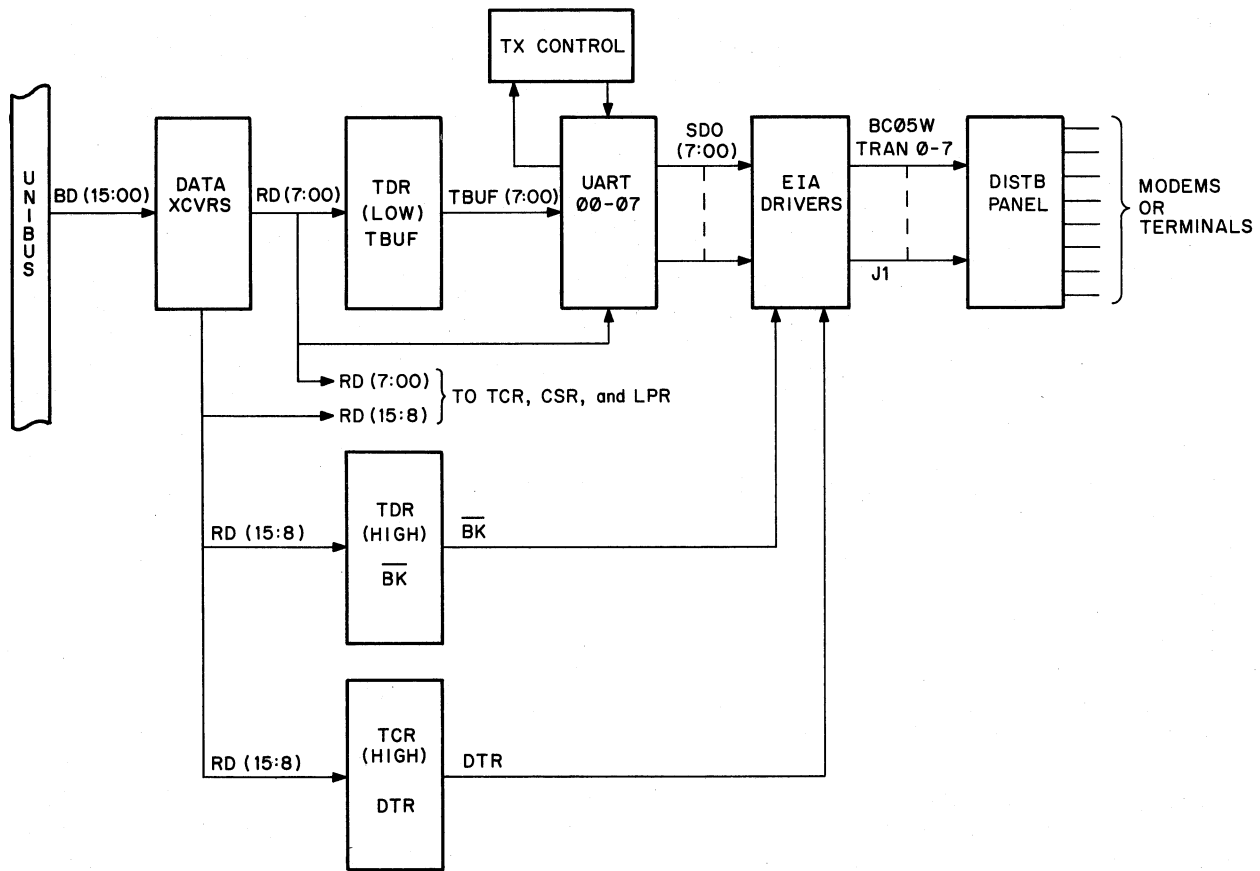 TX CONTROL
UNIBUS
BD (15:00)
DATA
XCVRS
RD (7:00)
TDR
(LOW)
TBUF
TBUF (7:00)
UART
00-07
SDO
(7:00)
EIA
DRIVERS
BC05W
TRAN 0-7
J1
DISTB
PANEL
MODEMS
OR
TERMINALS
RD (7:00)
RD (15:8)
TO TCR, CSR, and LPR
RD (15:8)
TDR
(HIGH)
B̅K̅
B̅K̅
RD (15:8)
TCR
(HIGH)
DTR
DTR